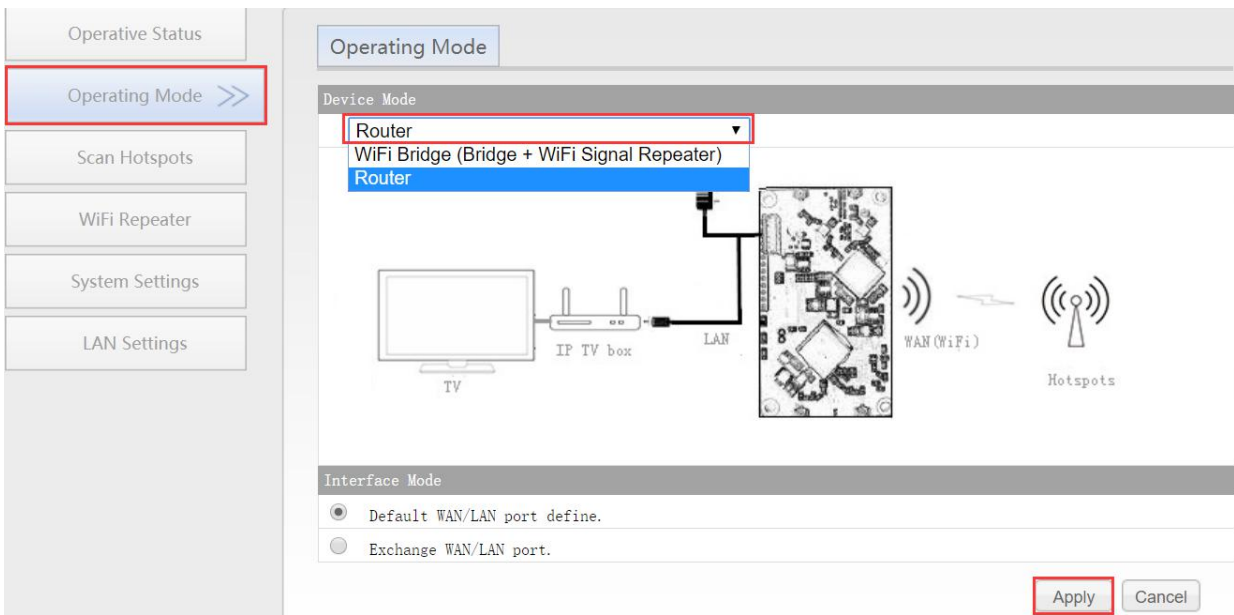 Operative Status
Operating Mode
Scan Hotspots
WiFi Repeater
System Settings
LAN Settings
Operating Mode
Device Mode
Router
WiFi Bridge (Bridge + WiFi Signal Repeater)
Router
IP TV box
TV
LAN
WAN(WiFi)
Hotspots
Interface Mode
Default WAN/LAN port define.
Exchange WAN/LAN port.
Apply Cancel